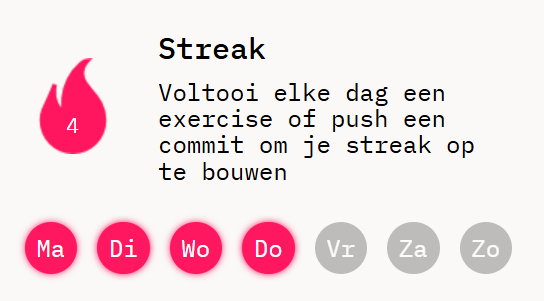 Streak
4
Voltooi elke dag een
exercise of push een
commit om je streak op
te bouwen
Ma Di Wo Do Vr Za Zo